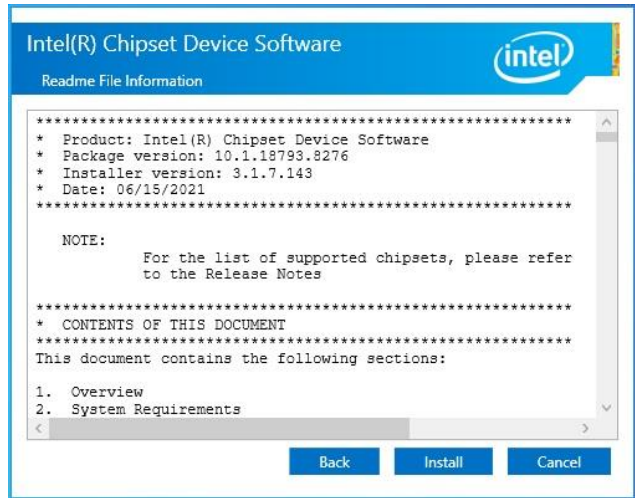 Intel(R) Chipset Device Software
intel
Readme File Information
************************************************************
*  Product: Intel(R) Chipset Device Software
*  Package version: 10.1.18793.8276
*  Installer version: 3.1.7.143
*  Date: 06/15/2021
************************************************************
NOTE:
For the list of supported chipsets, please refer
to the Release Notes
************************************************************
*  CONTENTS OF THIS DOCUMENT
************************************************************
This document contains the following sections:
1.  Overview
2.  System Requirements
Back Install Cancel